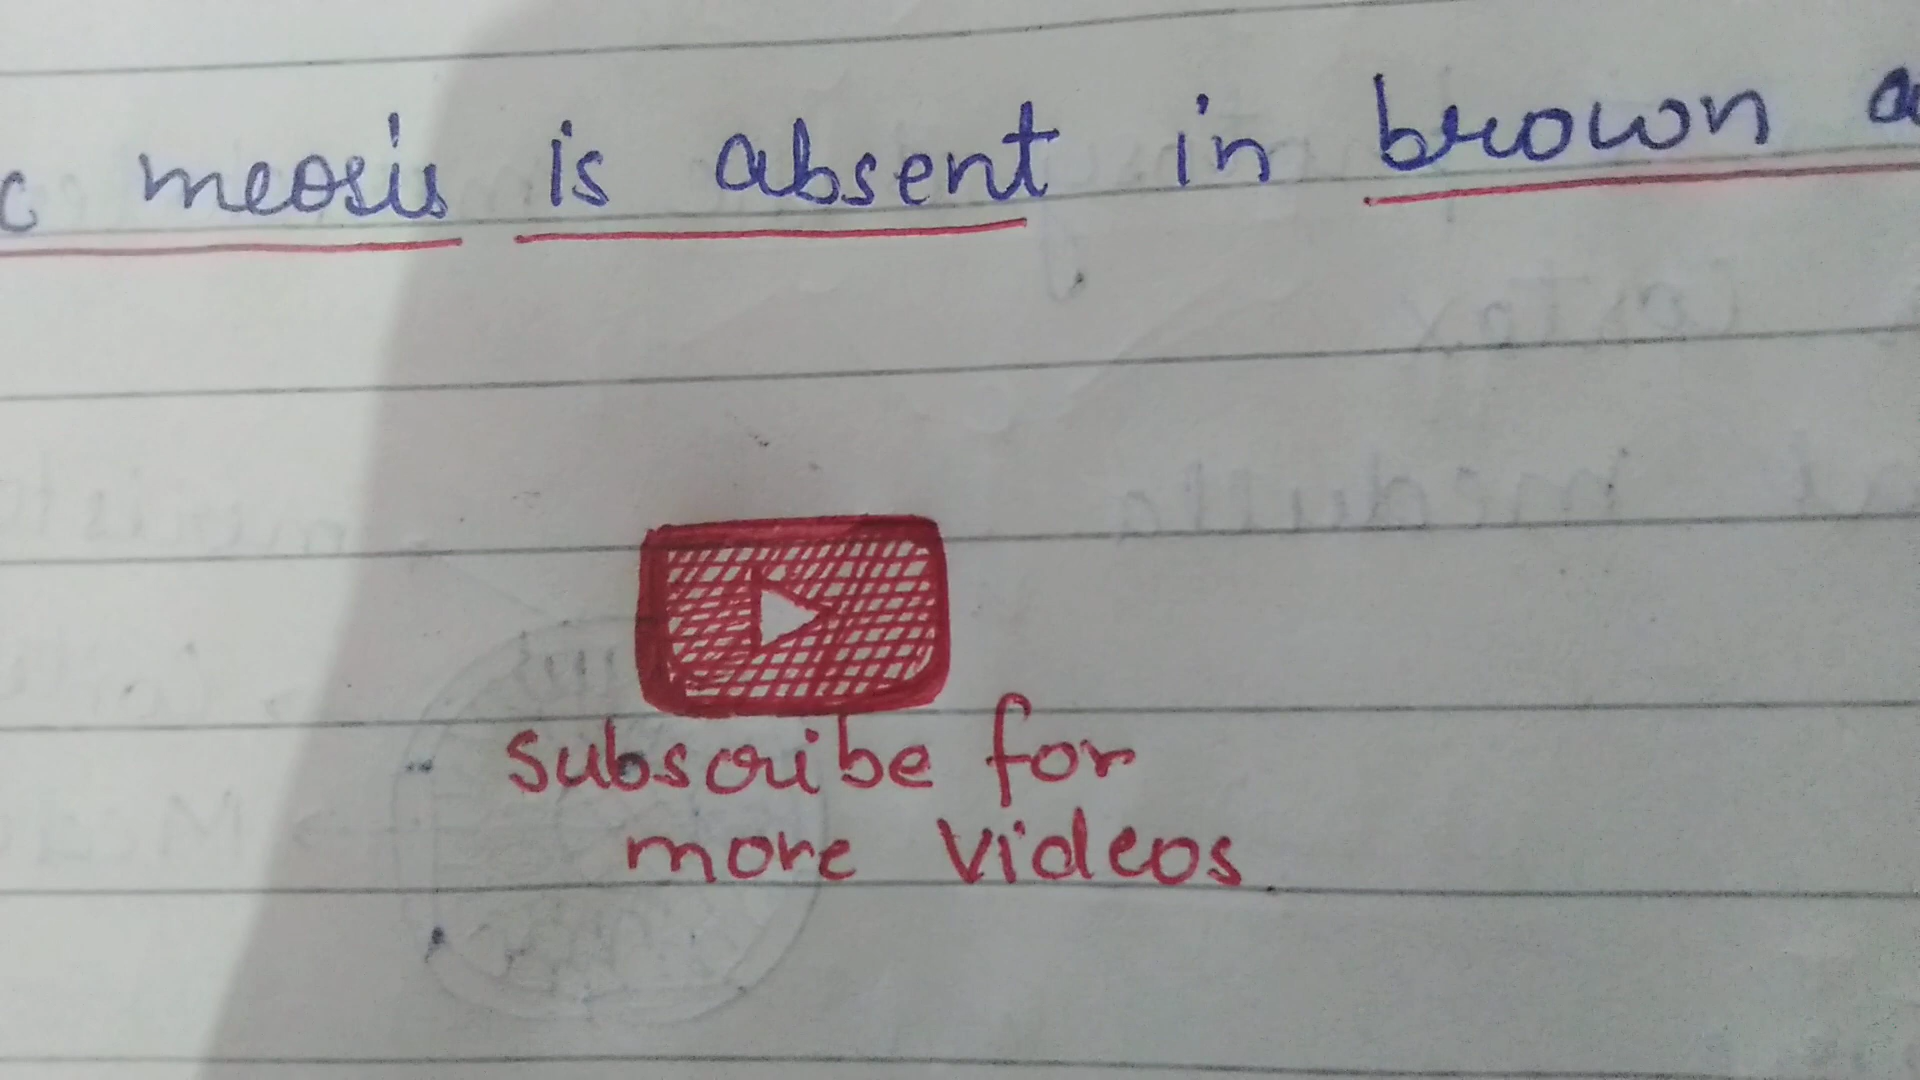 c meosis is absent in brown a
subscribe for
more videos